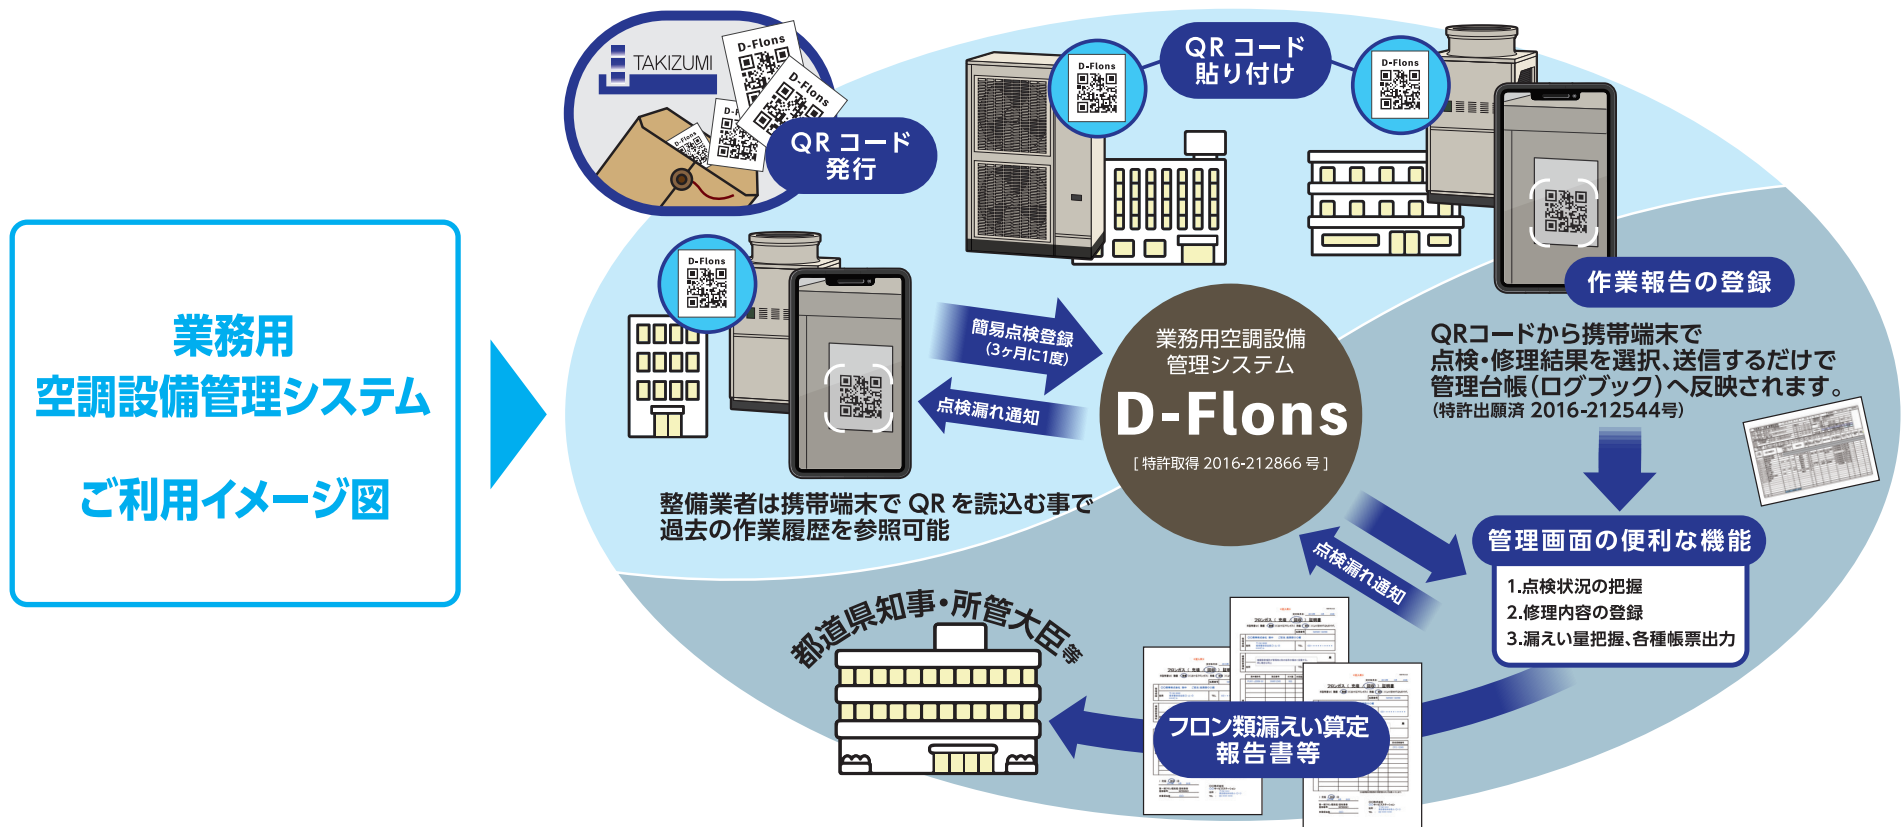 業務用
空調設備管理システム
ご利用イメージ図
TAKIZUMI
D-Flons
D-Flons
QR コード
発行
D-Flons
QR コード
貼り付け
D-Flons
D-Flons
簡易点検登録
(3ヶ月に1度)
点検漏れ通知
整備業者は携帯端末で QR を読込む事で
過去の作業履歴を参照可能
業務用空調設備
管理システム
D-Flons
[ 特許取得 2016-212866 号 ]
作業報告の登録
QRコードから携帯端末で
点検・修理結果を選択、送信するだけで
管理台帳(ログブック)へ反映されます。
(特許出願済 2016-212544号)
点検漏れ通知
管理画面の便利な機能
1.点検状況の把握
2.修理内容の登録
3.漏えい量把握、各種帳票出力
都道県知事・所管大臣等
フロン類漏えい算定
報告書等